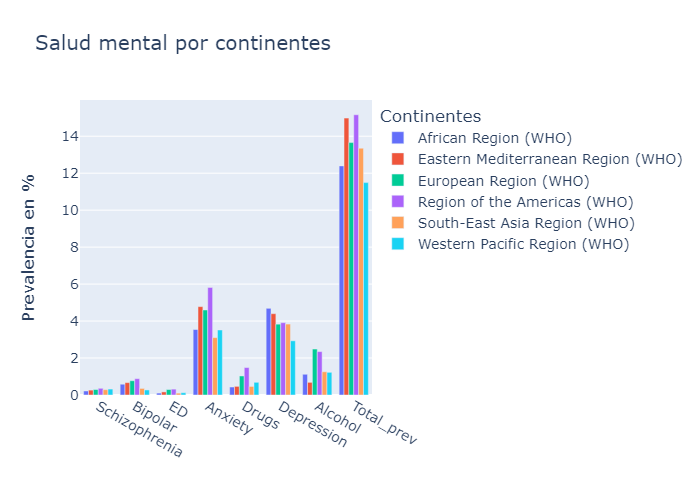 Salud mental por continentes
Prevalencia en %
14
12
10
8
6
4
2
0
Schizophrenia
Bipolar
ED
Anxiety
Drugs
Depression
Alcohol
Total_prev
Continentes
African Region (WHO)
Eastern Mediterranean Region (WHO)
European Region (WHO)
Region of the Americas (WHO)
South-East Asia Region (WHO)
Western Pacific Region (WHO)